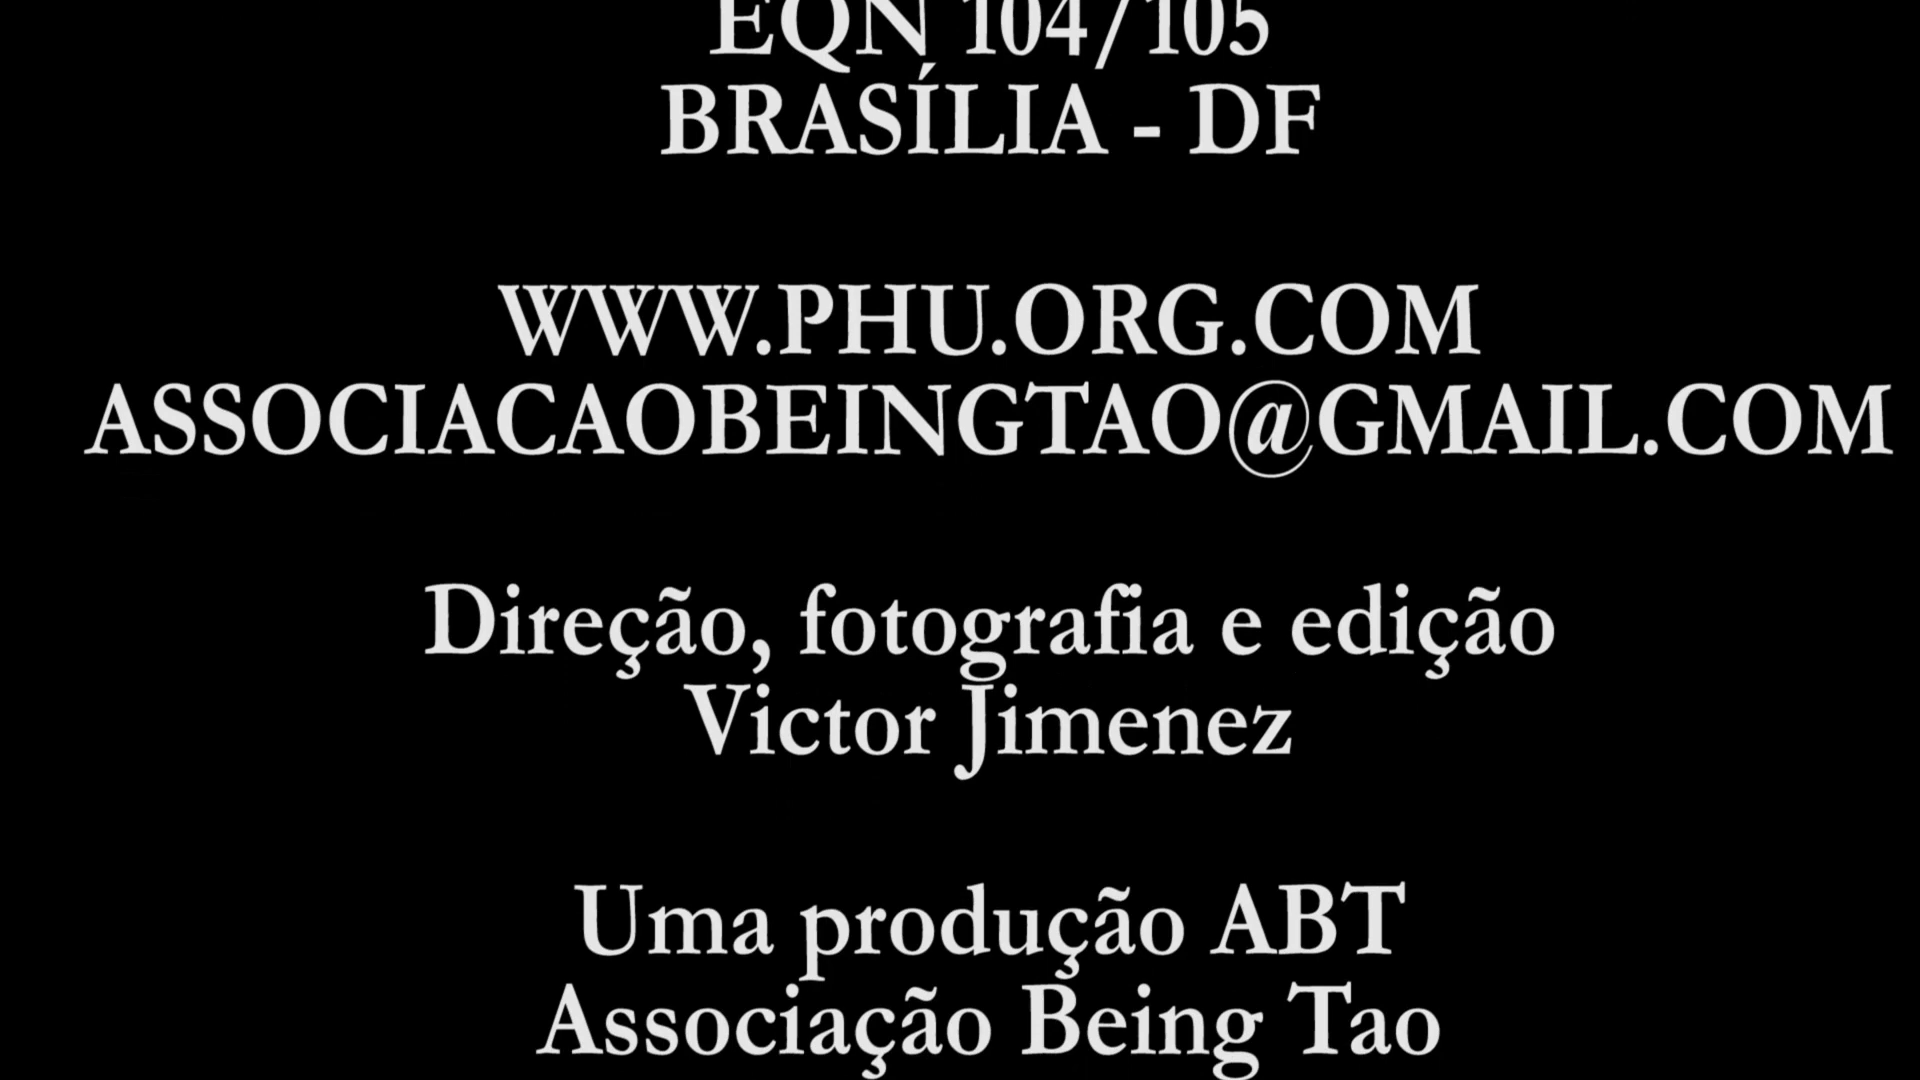 EQN 104/105
BRASÍLIA - DF
WWW.PHU.ORG.COM
ASSOCIACAOBEINGTAO@GMAIL.COM
Direção, fotografia e edição
Victor Jimenez
Uma produção ABT
Associação Being Tao